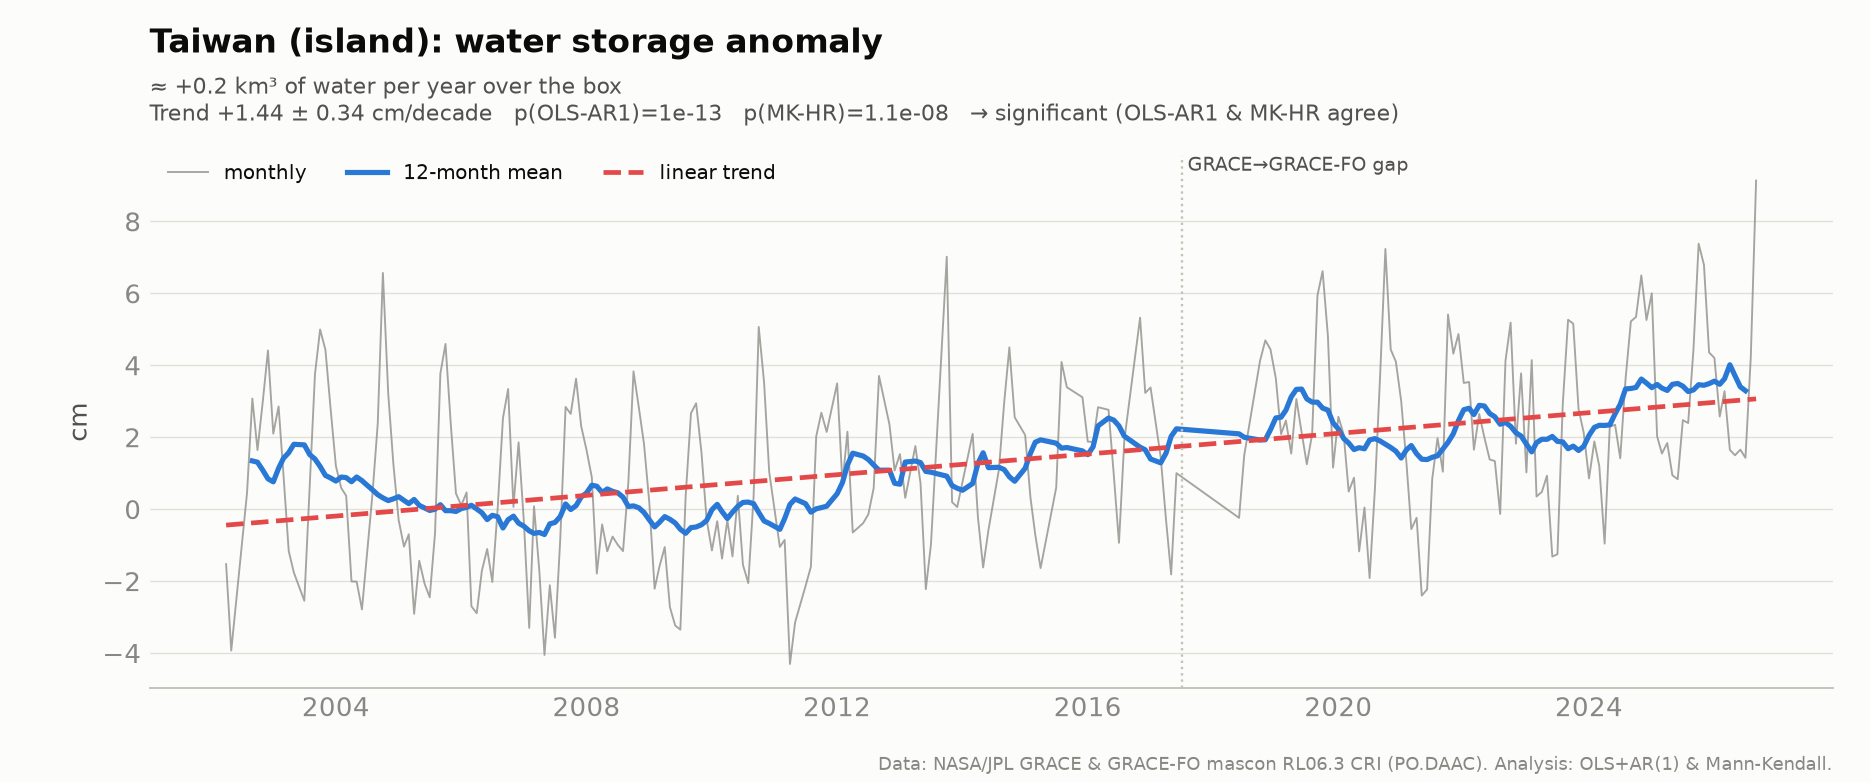 Taiwan (island): water storage anomaly
≈ +0.2 km³ of water per year over the box
Trend +1.44 ± 0.34 cm/decade p(OLS-AR1)=1e-13 p(MK-HR)=1.1e-08 → significant (OLS-AR1 & MK-HR agree)
monthly 12-month mean linear trend
GRACE→GRACE-FO gap
8
6
4
2
0
−2
−4
cm
2004 2008 2012 2016 2020 2024
Data: NASA/JPL GRACE & GRACE-FO mascon RL06.3 CRI (PO.DAAC). Analysis: OLS+AR(1) & Mann-Kendall.